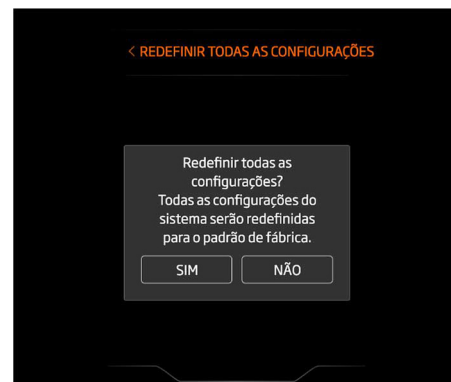 < REDEFINIR TODAS AS CONFIGURAÇÕES
Redefinir todas as
configurações?
Todas as configurações do
sistema serão redefinidas
para o padrão de fábrica.
SIM NÃO